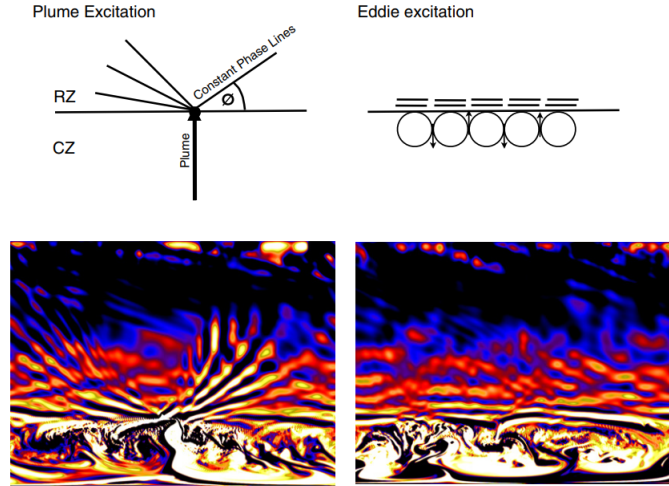 Plume Excitation
Eddie excitation
Constant Phase Lines
RZ
Ø
CZ
Plume